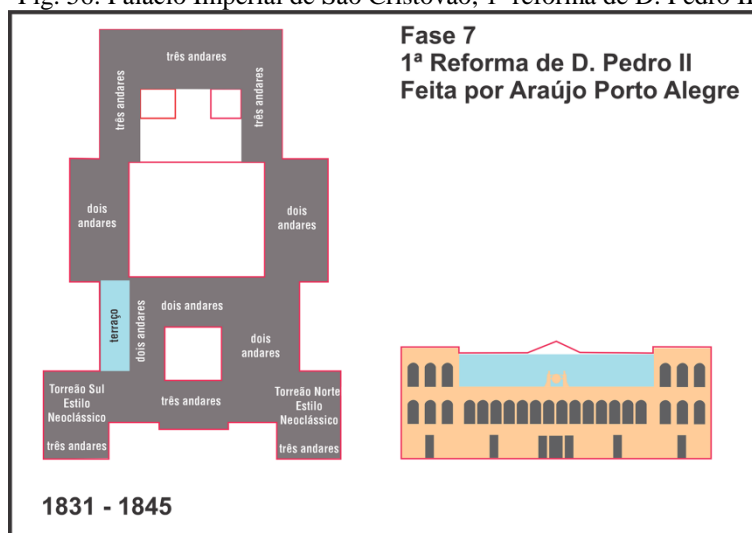 Fig. 36: Palácio Imperial de São Cristóvão, 1ª reforma de D. Pedro II
Fase 7
1ª Reforma de D. Pedro II
Feita por Araújo Porto Alegre
três andares
três andares
três andares
dois
andares
dois
andares
terraço
dois andares
dois andares
dois
andares
Torreão Sul
Estilo
Neoclássico
três andares
três andares
Torreão Norte
Estilo
Neoclássico
três andares
1831 - 1845